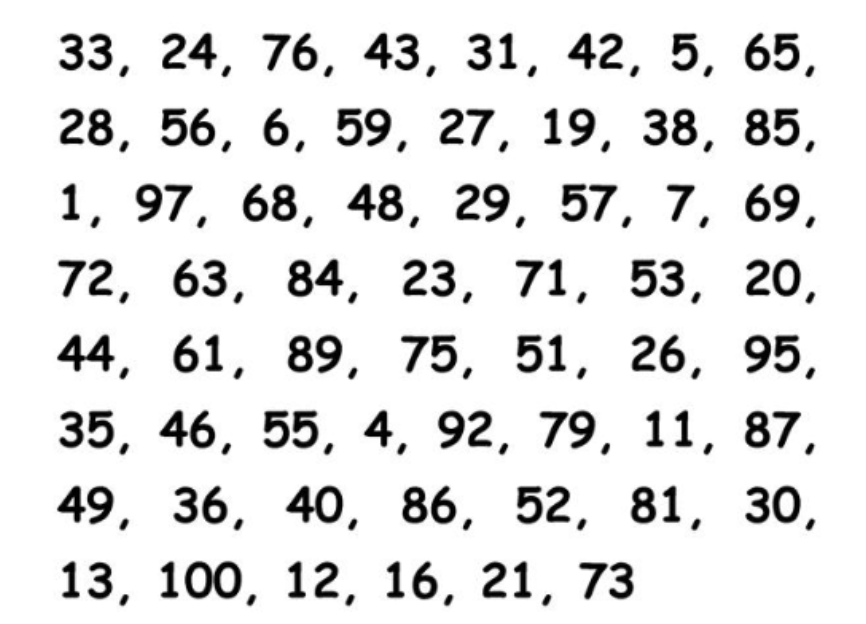 33, 24, 76, 43, 31, 42, 5, 65,
28, 56, 6, 59, 27, 19, 38, 85,
1, 97, 68, 48, 29, 57, 7, 69,
72, 63, 84, 23, 71, 53, 20,
44, 61, 89, 75, 51, 26, 95,
35, 46, 55, 4, 92, 79, 11, 87,
49, 36, 40, 86, 52, 81, 30,
13, 100, 12, 16, 21, 73